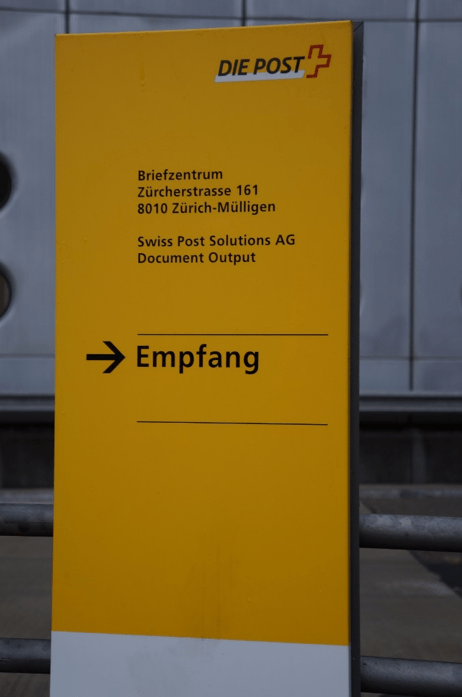 DIE POST
Briefzentrum
Zürcherstrasse 161
8010 Zürich-Mülligen
Swiss Post Solutions AG
Document Output
→ Empfang